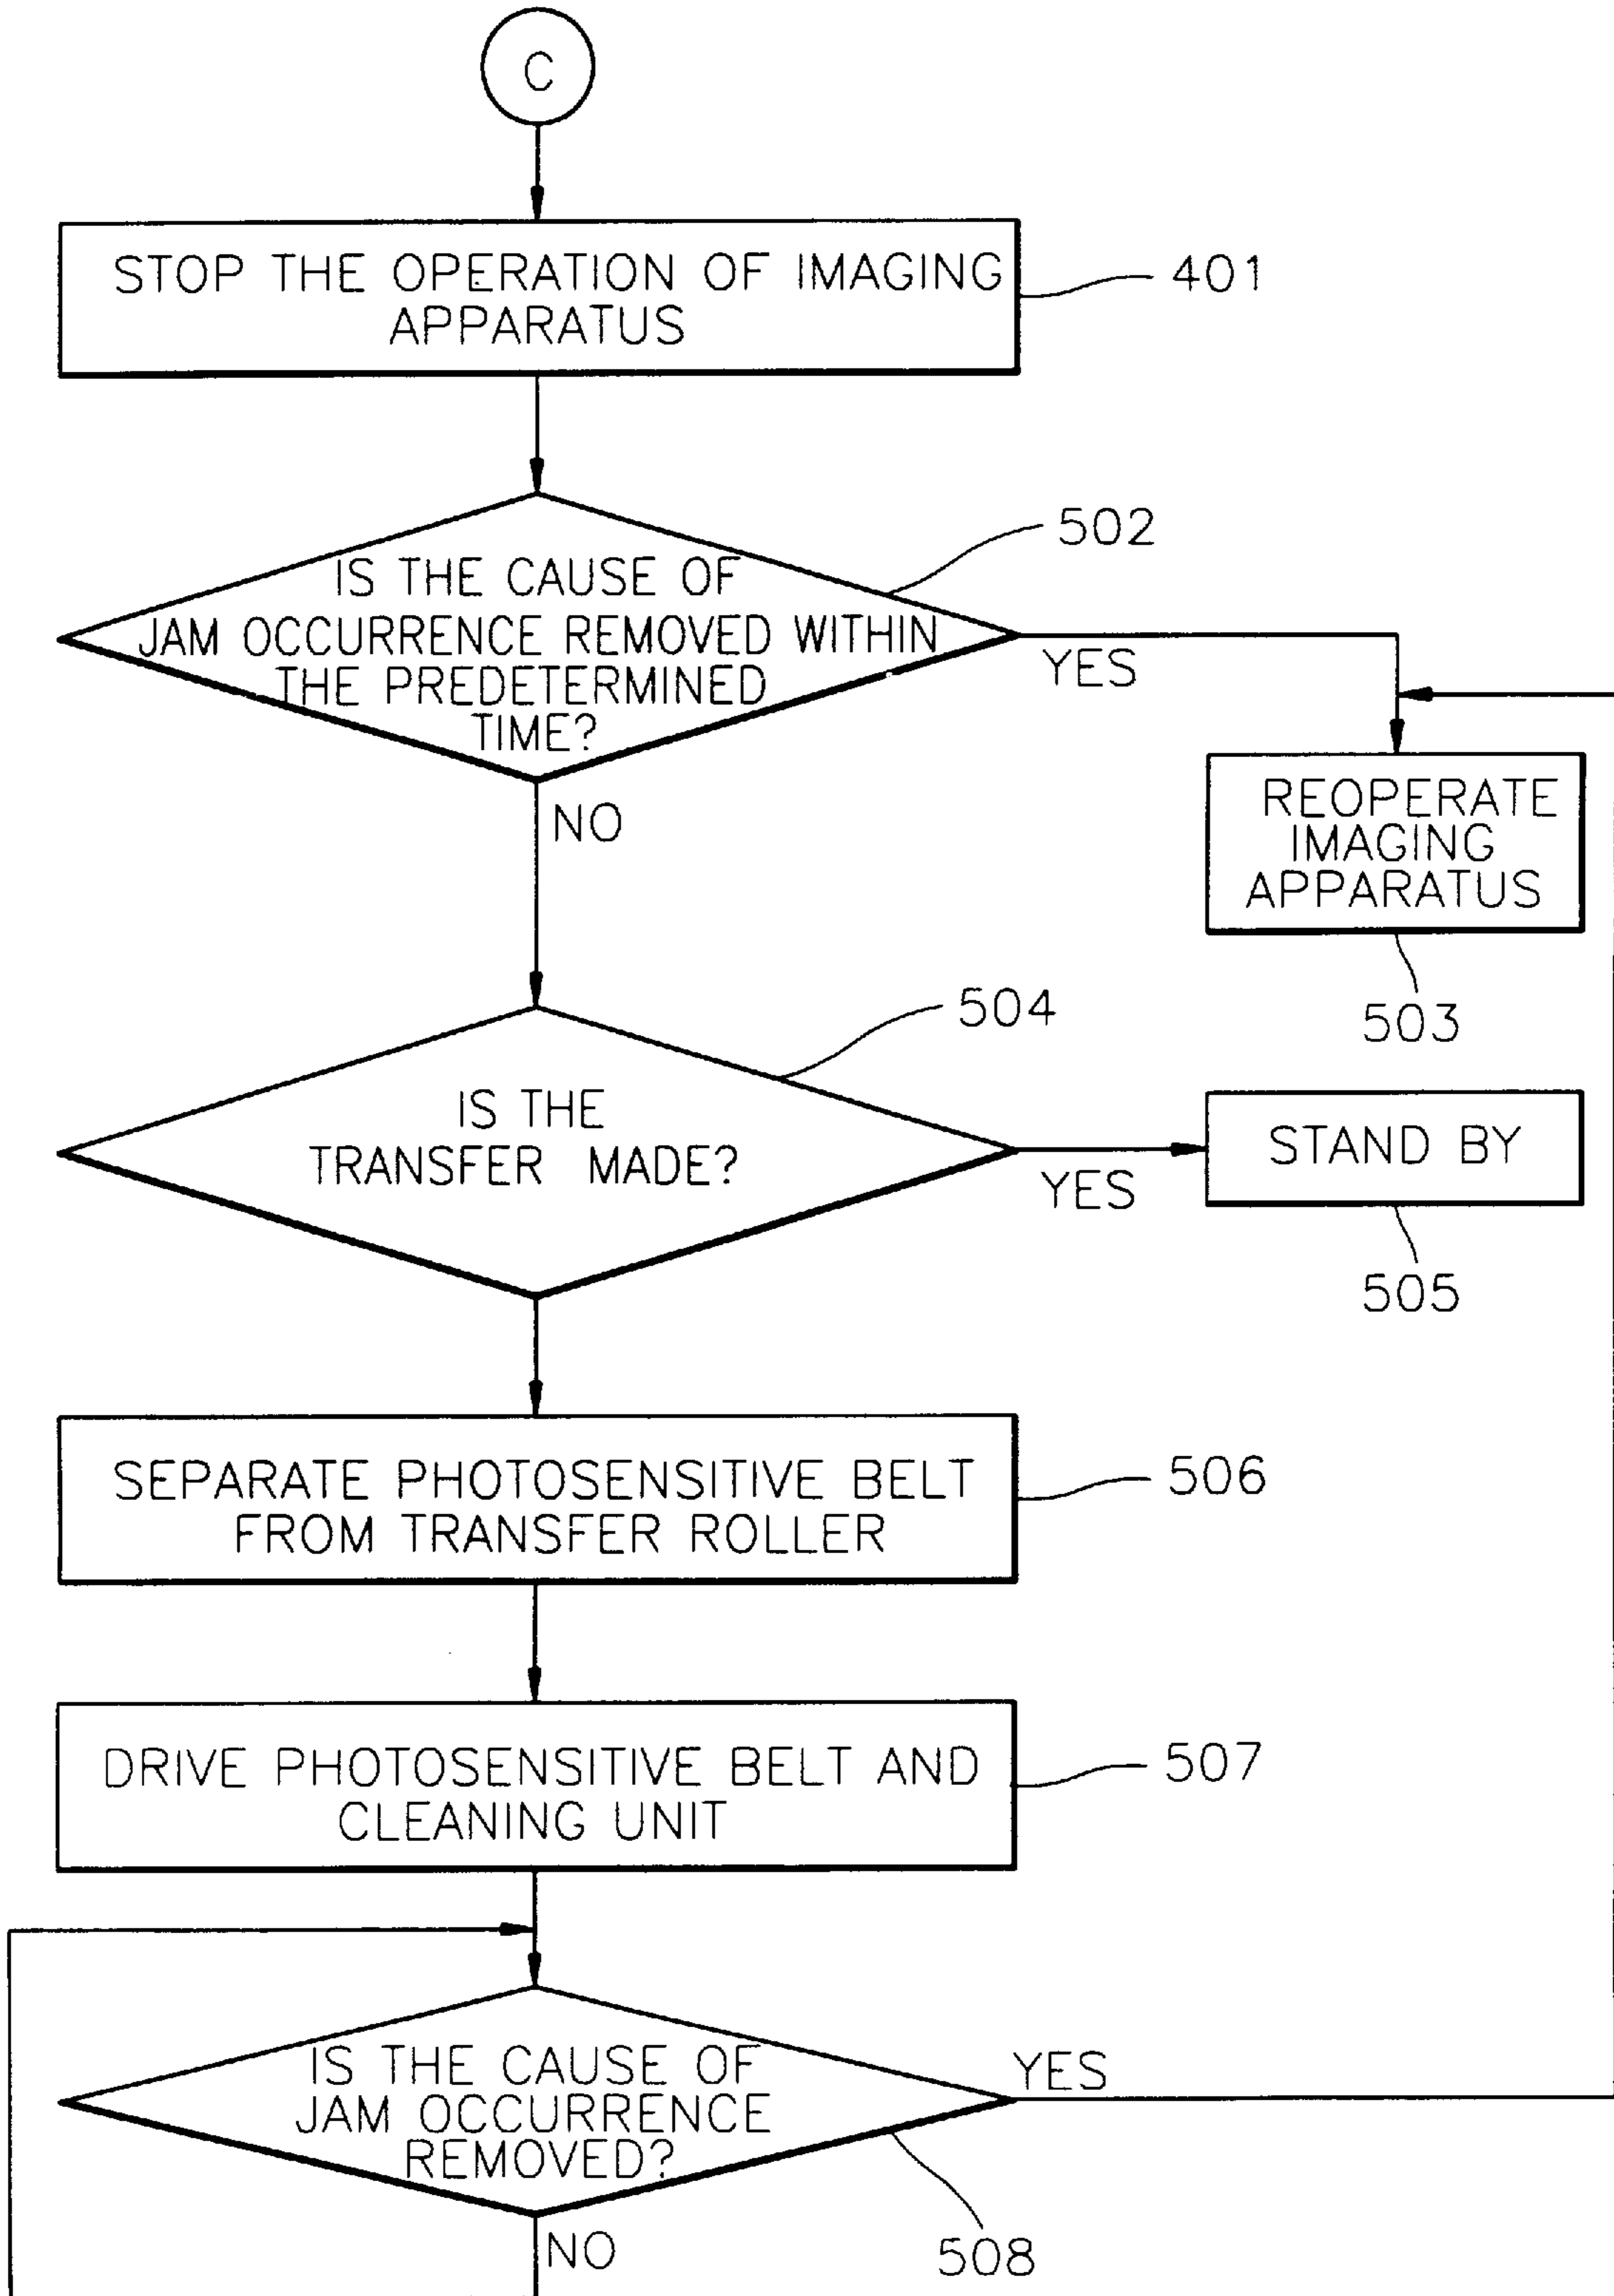 C
STOP THE OPERATION OF IMAGING
APPARATUS
401
502
IS THE CAUSE OF
JAM OCCURRENCE REMOVED WITHIN
THE PREDETERMINED
TIME?
YES
NO
REOPERATE
IMAGING
APPARATUS
503
504
IS THE
TRANSFER MADE?
YES
STAND BY
505
SEPARATE PHOTOSENSITIVE BELT
FROM TRANSFER ROLLER
506
DRIVE PHOTOSENSITIVE BELT AND
CLEANING UNIT
507
IS THE CAUSE OF
JAM OCCURRENCE
REMOVED?
YES
NO
508